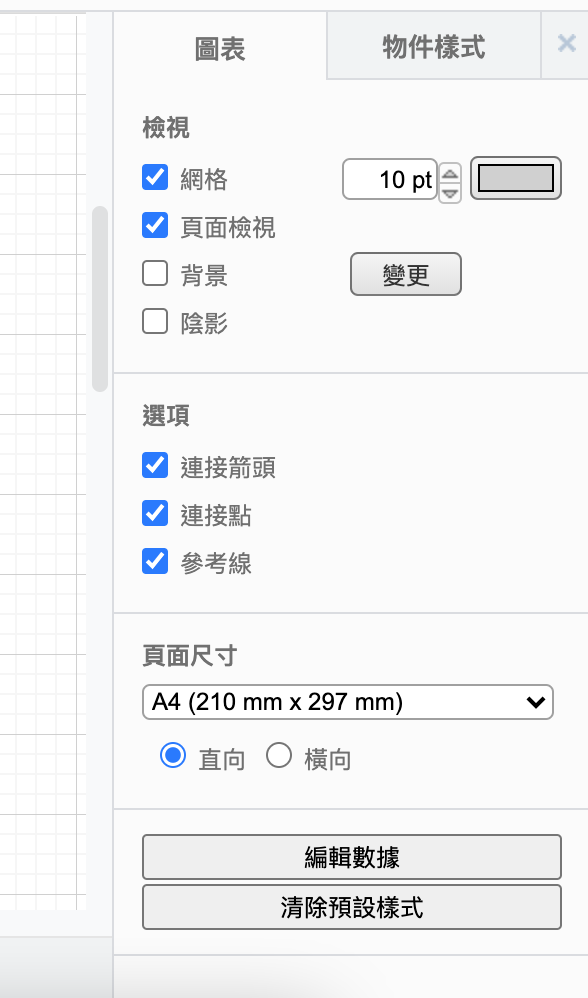 圖表
物件樣式
檢視
網格
10 pt
頁面檢視
背景
變更
陰影
選項
連接箭頭
連接點
參考線
頁面尺寸
A4 (210 mm x 297 mm)
直向 橫向
編輯數據
清除預設樣式